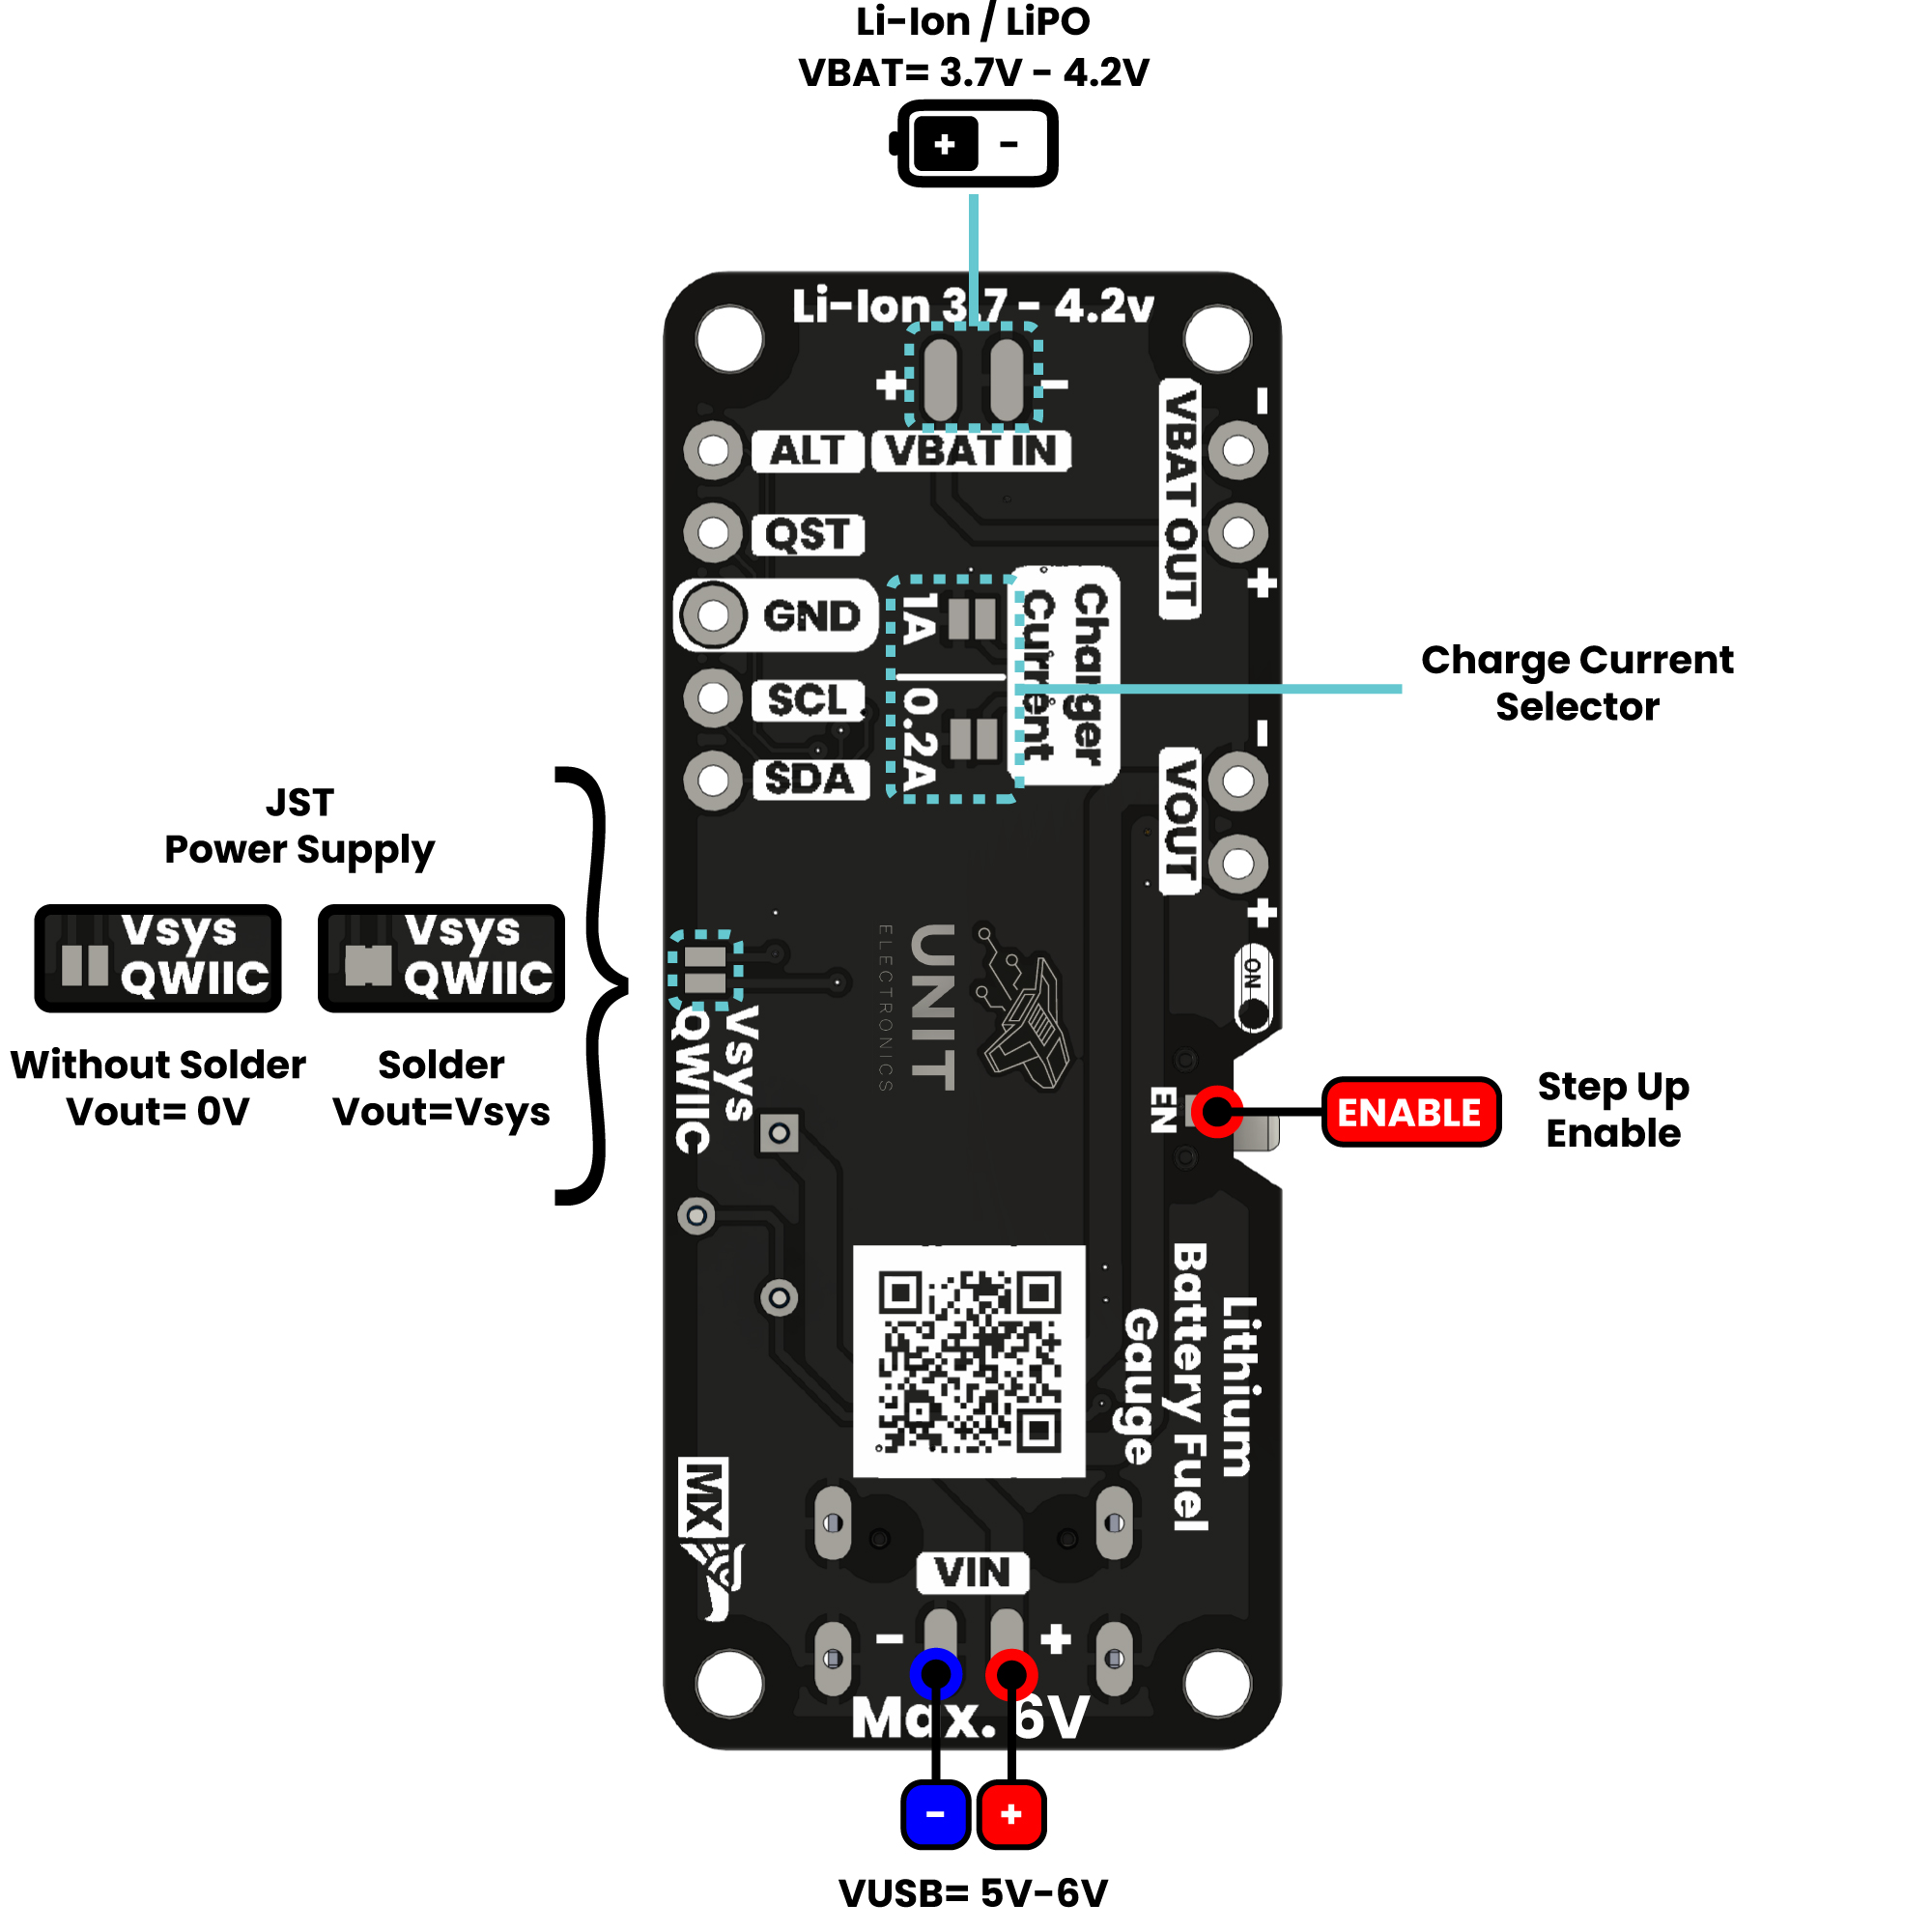 Li-Ion / LiPO
VBAT= 3.7V - 4.2V
+ -
Li-Ion 3.7 - 4.2v
+ -
ALT
VBAT IN
QST
GND
SCL
SDA
1A
0.2A
Charger
Current
-
VBAT OUT
+
Charge Current
Selector
-
VOUT
+
ON
JST
Power Supply
Vsys
QWIIC
Vsys
QWIIC
Without Solder
Vout= 0V
Solder
Vout=Vsys
Vsys
QWIIC
UNIT
ELECTRONICS
EN
ENABLE
Step Up
Enable
Lithium
Battery Fuel
Gauge
MX
VIN
- +
Max. 6V
- +
VUSB= 5V-6V